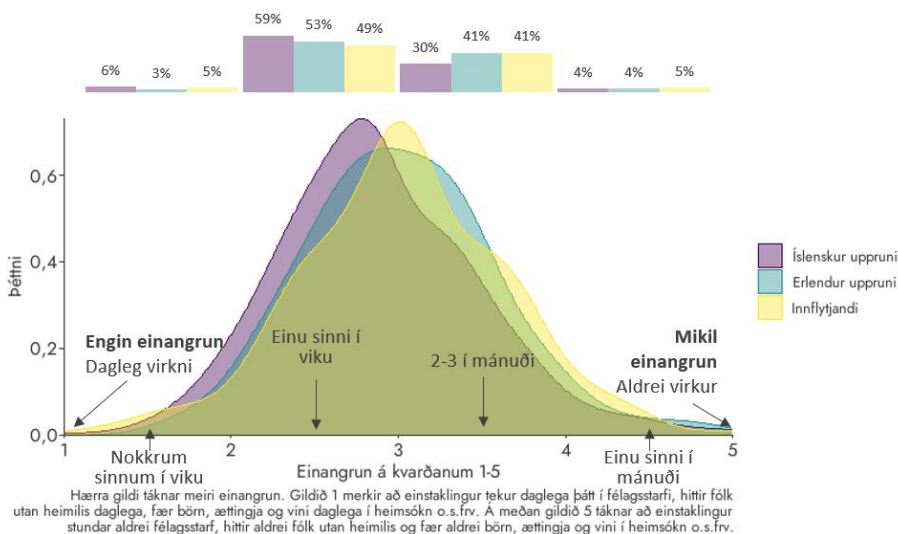 59%
53%
49%
30%
41%
41%
6%
3%
5%
4%
4%
5%
0,6
0,4
0,2
0,0
þéttni
Engin einangrun
Dagleg virkni
Einu sinni í
viku
2-3 í mánuði
Mikil
einangrun
Aldrei virkur
Íslenskur uppruni
Erlendur uppruni
Innflytjandi
1
2
3
4
5
Nokkrum
sinnum í viku
Einangrun á kvarðanum 1-5
Einu sinni í
mánuði
Hærra gildi táknar meiri einangrun. Gildið 1 merkir að einstaklingur tekur daglega þátt í félagsstarfi, hittir fólk
utan heimilis daglega, fær börn, ættingja og vini daglega í heimsókn o.s.frv. Á meðan gildið 5 táknar að einstaklingur
stundar aldrei félagsstarf, hittir aldrei fólk utan heimilis og fær aldrei börn, ættingja og vini í heimsókn o.s.frv.